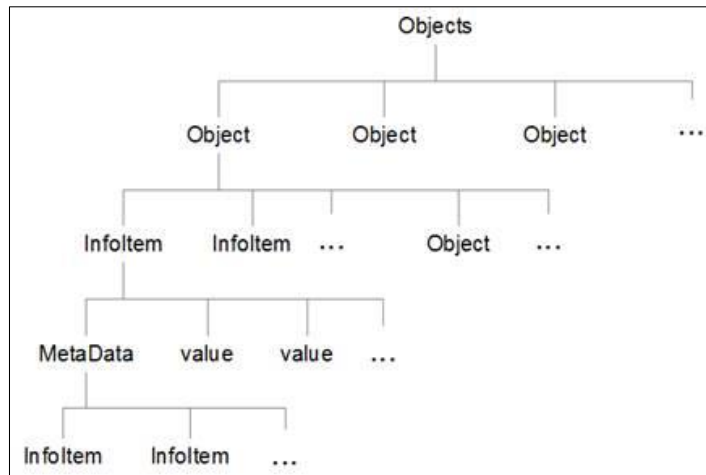 Objects
Object Object Object ...
InfoItem InfoItem ... Object ...
MetaData value value ...
InfoItem InfoItem ...